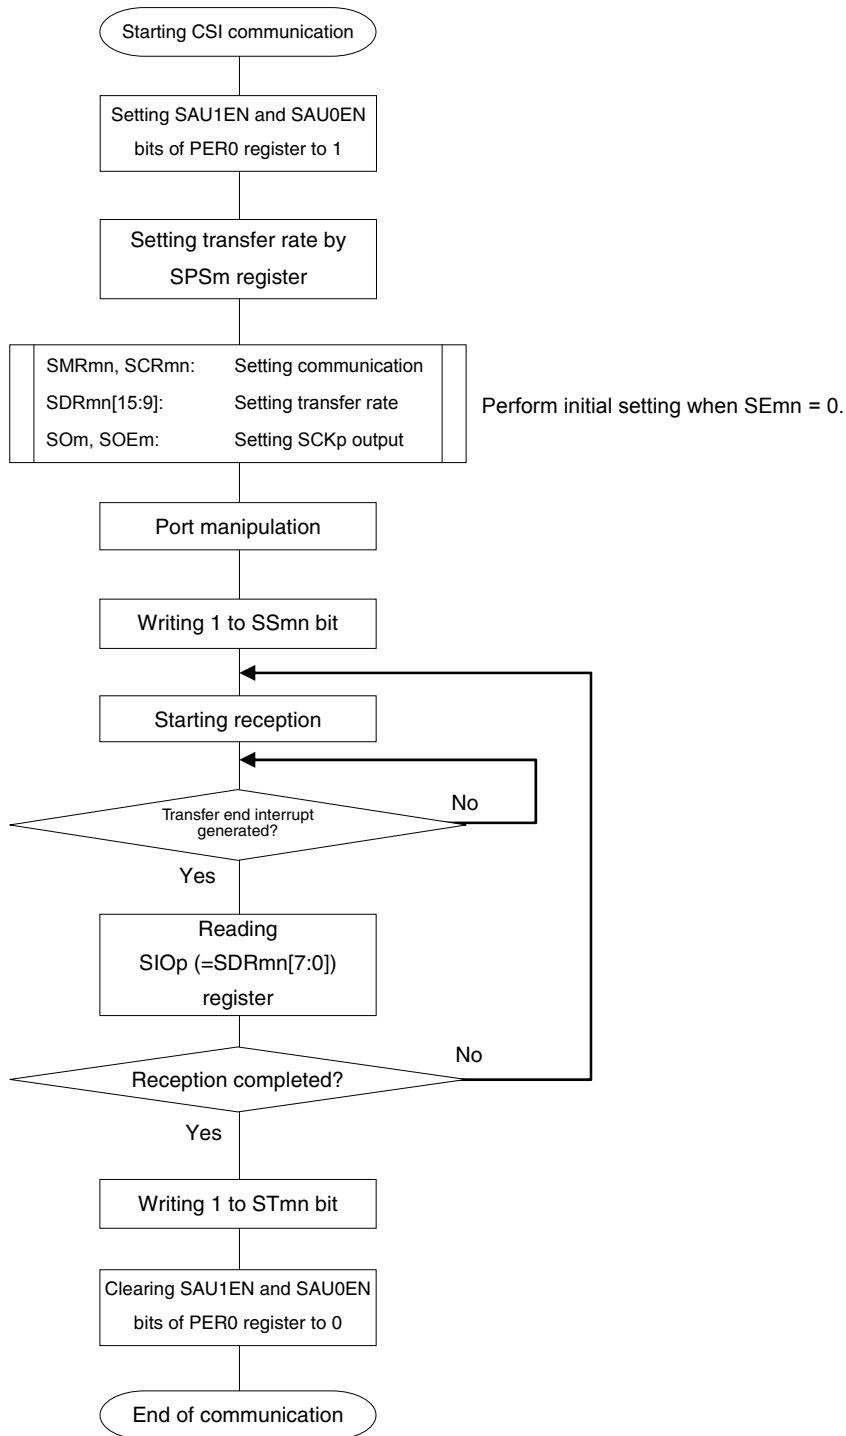 Starting CSI communication
Setting SAU1EN and SAU0EN
bits of PER0 register to 1
Setting transfer rate by
SPSm register
SMRmn, SCRmn: Setting communication
SDRmn[15:9]: Setting transfer rate
SOm, SOEm: Setting SCKp output
Perform initial setting when SEmn = 0.
Port manipulation
Writing 1 to SSmn bit
Starting reception
Transfer end interrupt
generated?
No
Yes
Reading
SIOp (=SDRmn[7:0])
register
Reception completed?
No
Yes
Writing 1 to STmn bit
Clearing SAU1EN and SAU0EN
bits of PER0 register to 0
End of communication